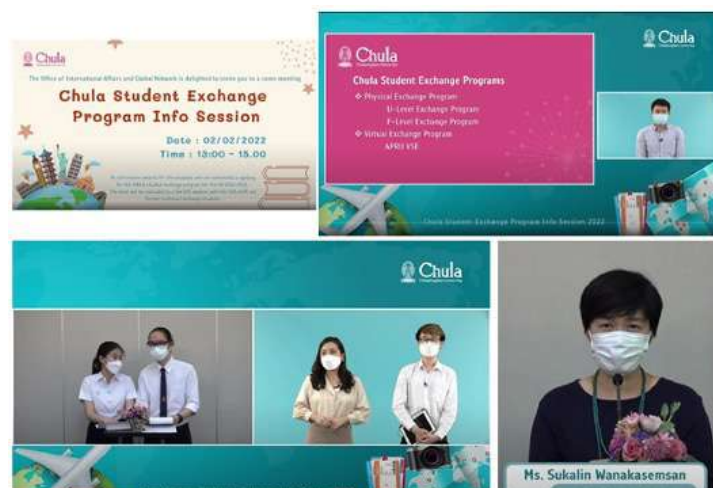 Chula
The Office of International Affairs and Global Network is delighted to invite you to a zoom meeting
Chula Student Exchange
Program Info Session
Date : 02/02/2022
Time : 13:00 - 15.00
Chula
Chula
Chula Student Exchange Programs
Physical Exchange Program
U-Level Exchange Program
F-Level Exchange Program
Virtual Exchange Program
APRU VSE
Chula Student Exchange Program Info Session 2022
Chula
Ms. Sukalin Wanakasemsan